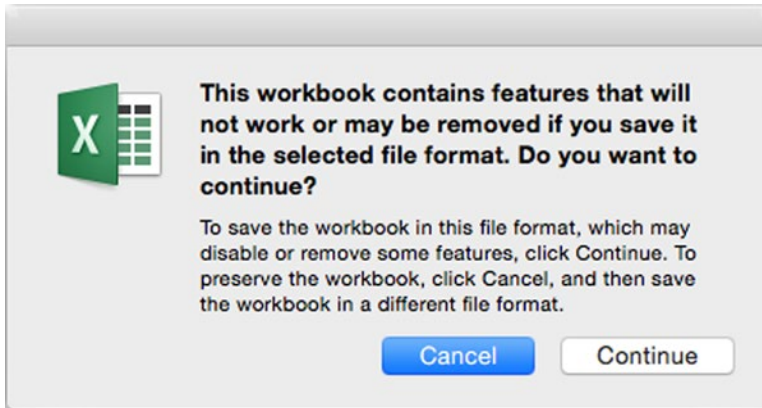 This workbook contains features that will
not work or may be removed if you save it
in the selected file format. Do you want to
continue?
To save the workbook in this file format, which may
disable or remove some features, click Continue. To
preserve the workbook, click Cancel, and then save
the workbook in a different file format.
Cancel Continue